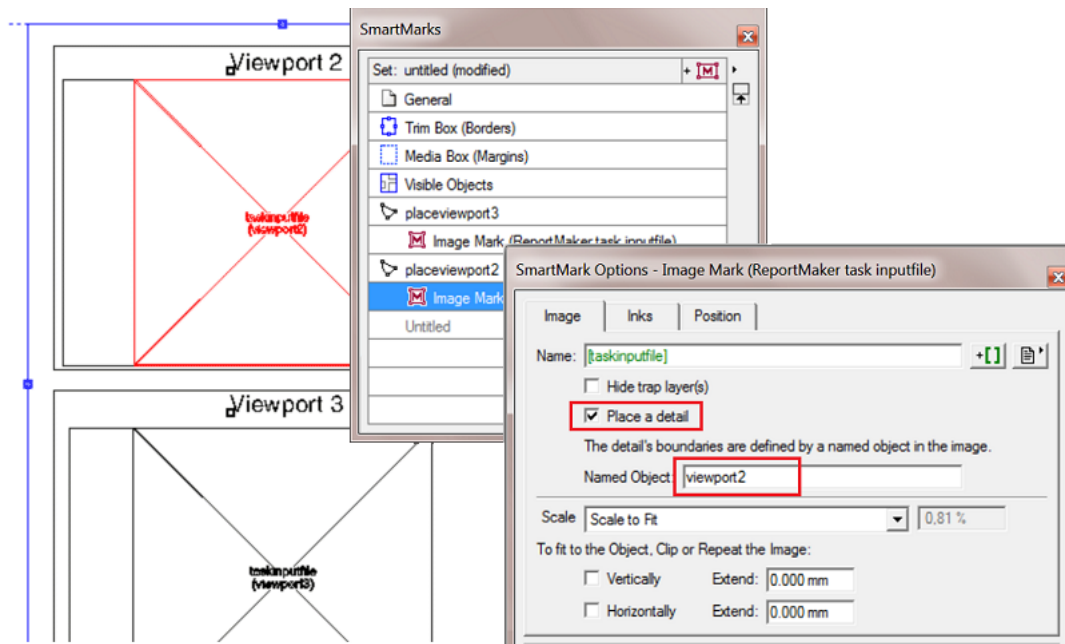 Viewport 2
taskinputfile
(viewport2)
Viewport 3
taskinputfile
(viewport3)
SmartMarks
Set: untitled (modified)
General
Trim Box (Borders)
Media Box (Margins)
Visible Objects
placeviewport3
Image Mark (ReportMaker task inputfile)
placeviewport2
Image Mark
Untitled
SmartMark Options - Image Mark (ReportMaker task inputfile)
Image Inks Position
Name: [taskinputfile]
Hide trap layer(s)
Place a detail
The detail's boundaries are defined by a named object in the image.
Named Object: viewport2
Scale Scale to Fit 0,81 %
To fit to the Object, Clip or Repeat the Image:
Vertically Extend: 0.000 mm
Horizontally Extend: 0.000 mm